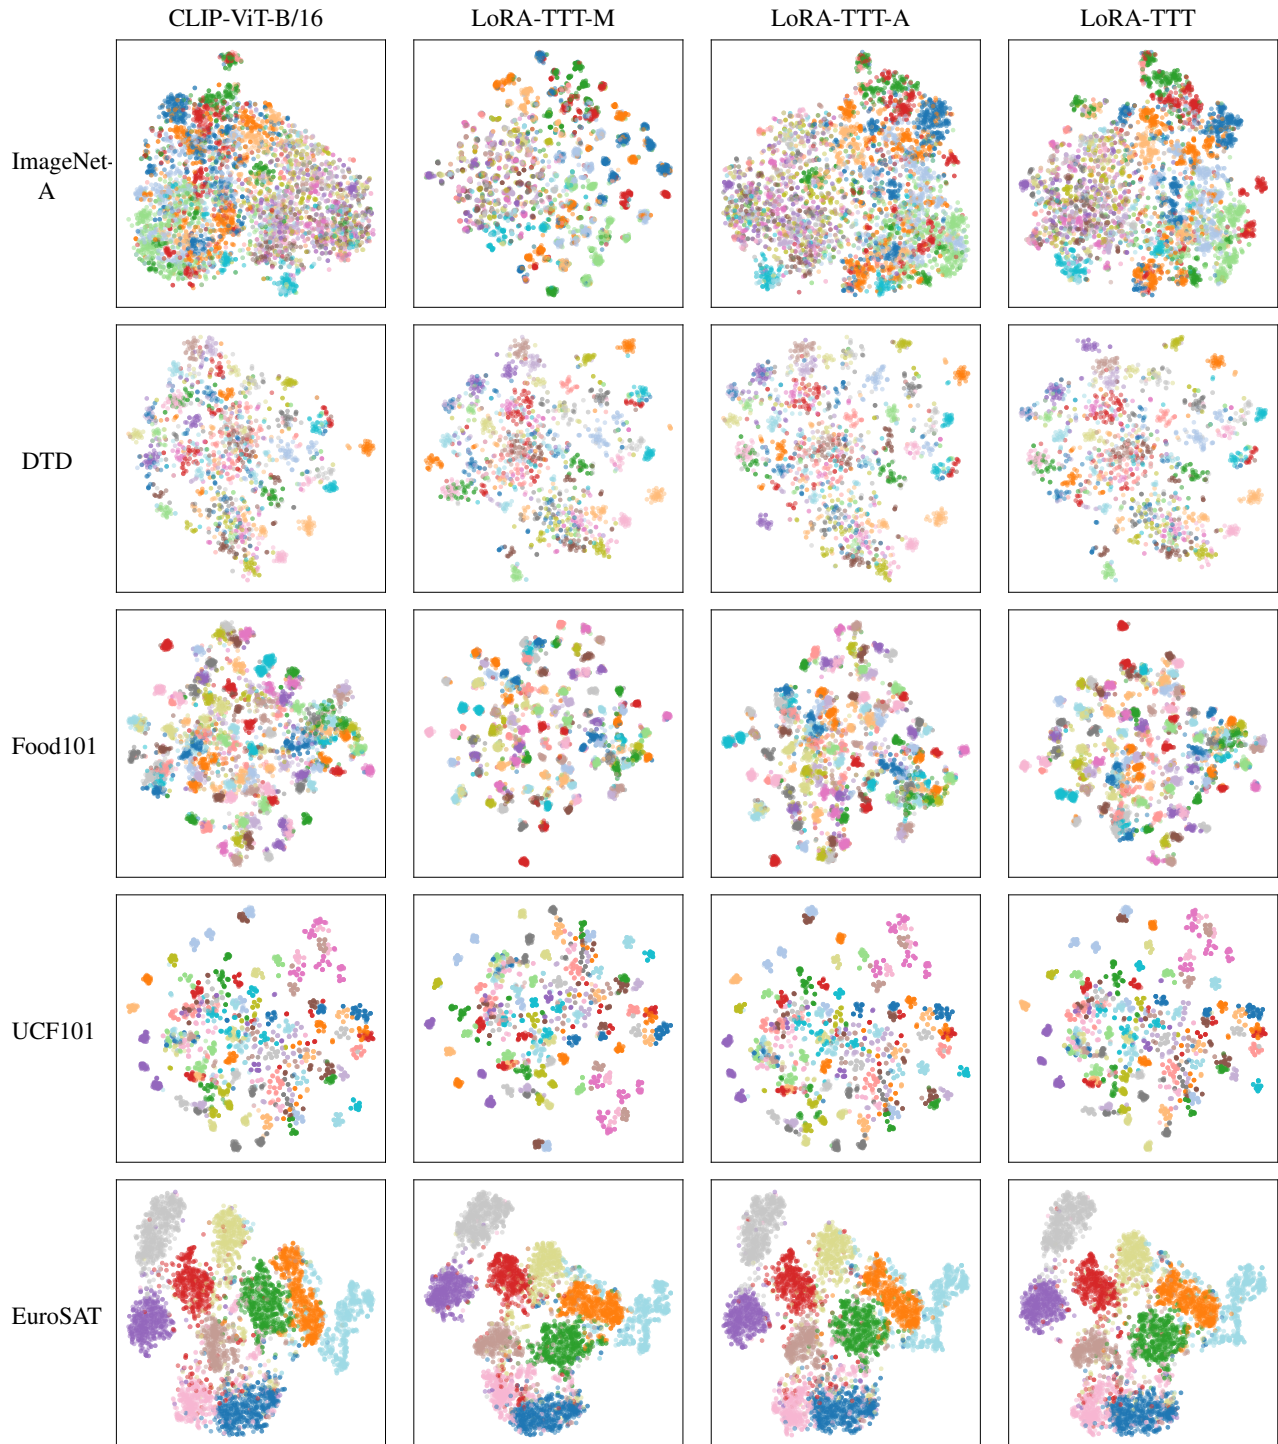 CLIP-ViT-B/16 LoRA-TTT-M LoRA-TTT-A LoRA-TTT
ImageNet-
A
DTD
Food101
UCF101
EuroSAT